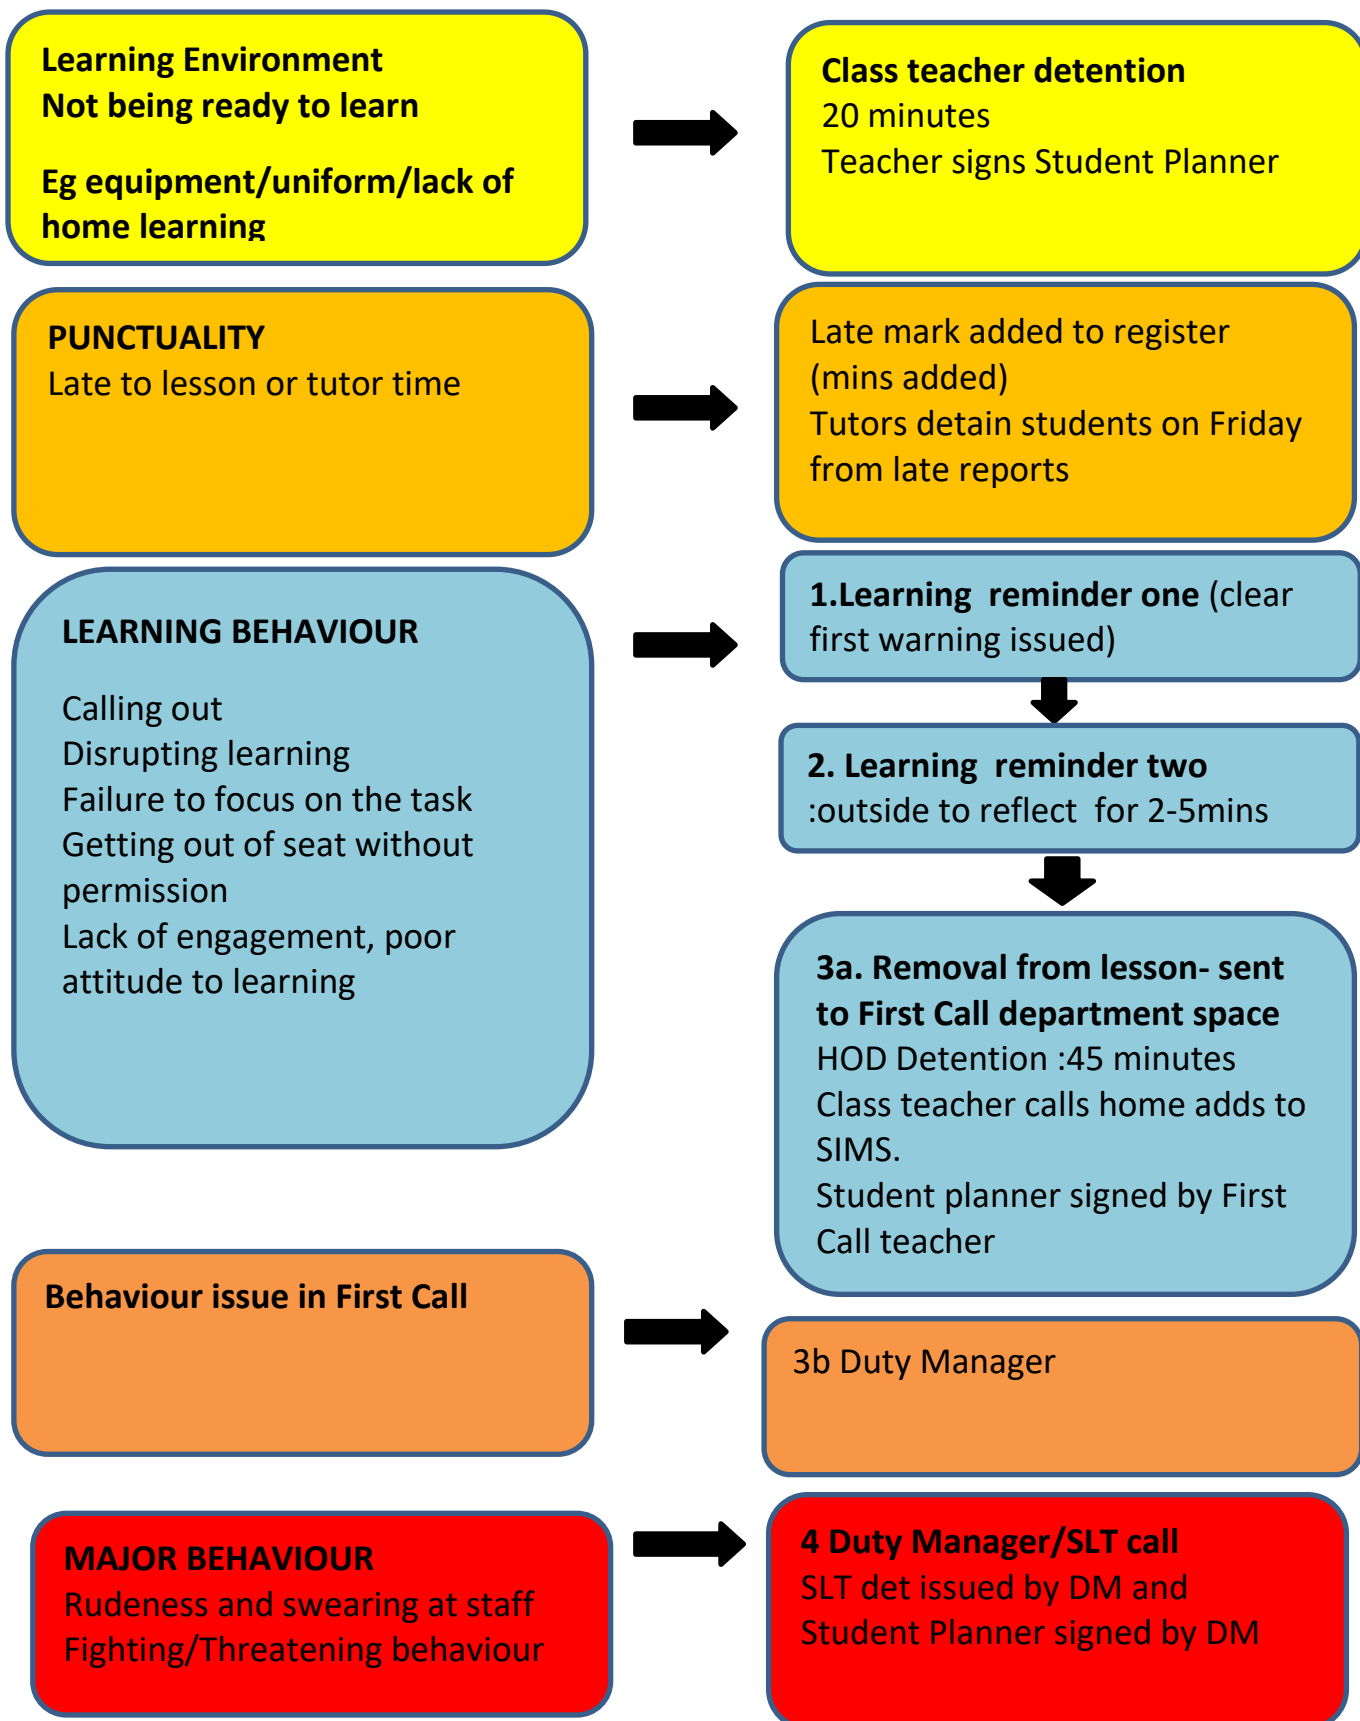 Learning Environment
Not being ready to learn
Eg equipment/uniform/lack of
home learning
Class teacher detention
20 minutes
Teacher signs Student Planner
PUNCTUALITY
Late to lesson or tutor time
Late mark added to register
(mins added)
Tutors detain students on Friday
from late reports
LEARNING BEHAVIOUR
Calling out
Disrupting learning
Failure to focus on the task
Getting out of seat without
permission
Lack of engagement, poor
attitude to learning
1.Learning  reminder one (clear
first warning issued)
2. Learning  reminder two
:outside to reflect  for 2-5mins
3a. Removal from lesson- sent
to First Call department space
HOD Detention :45 minutes
Class teacher calls home adds to
SIMS.
Student planner signed by First
Call teacher
Behaviour issue in First Call
3b Duty Manager
MAJOR BEHAVIOUR
Rudeness and swearing at staff
Fighting/Threatening behaviour
4 Duty Manager/SLT call
SLT det issued by DM and
Student Planner signed by DM